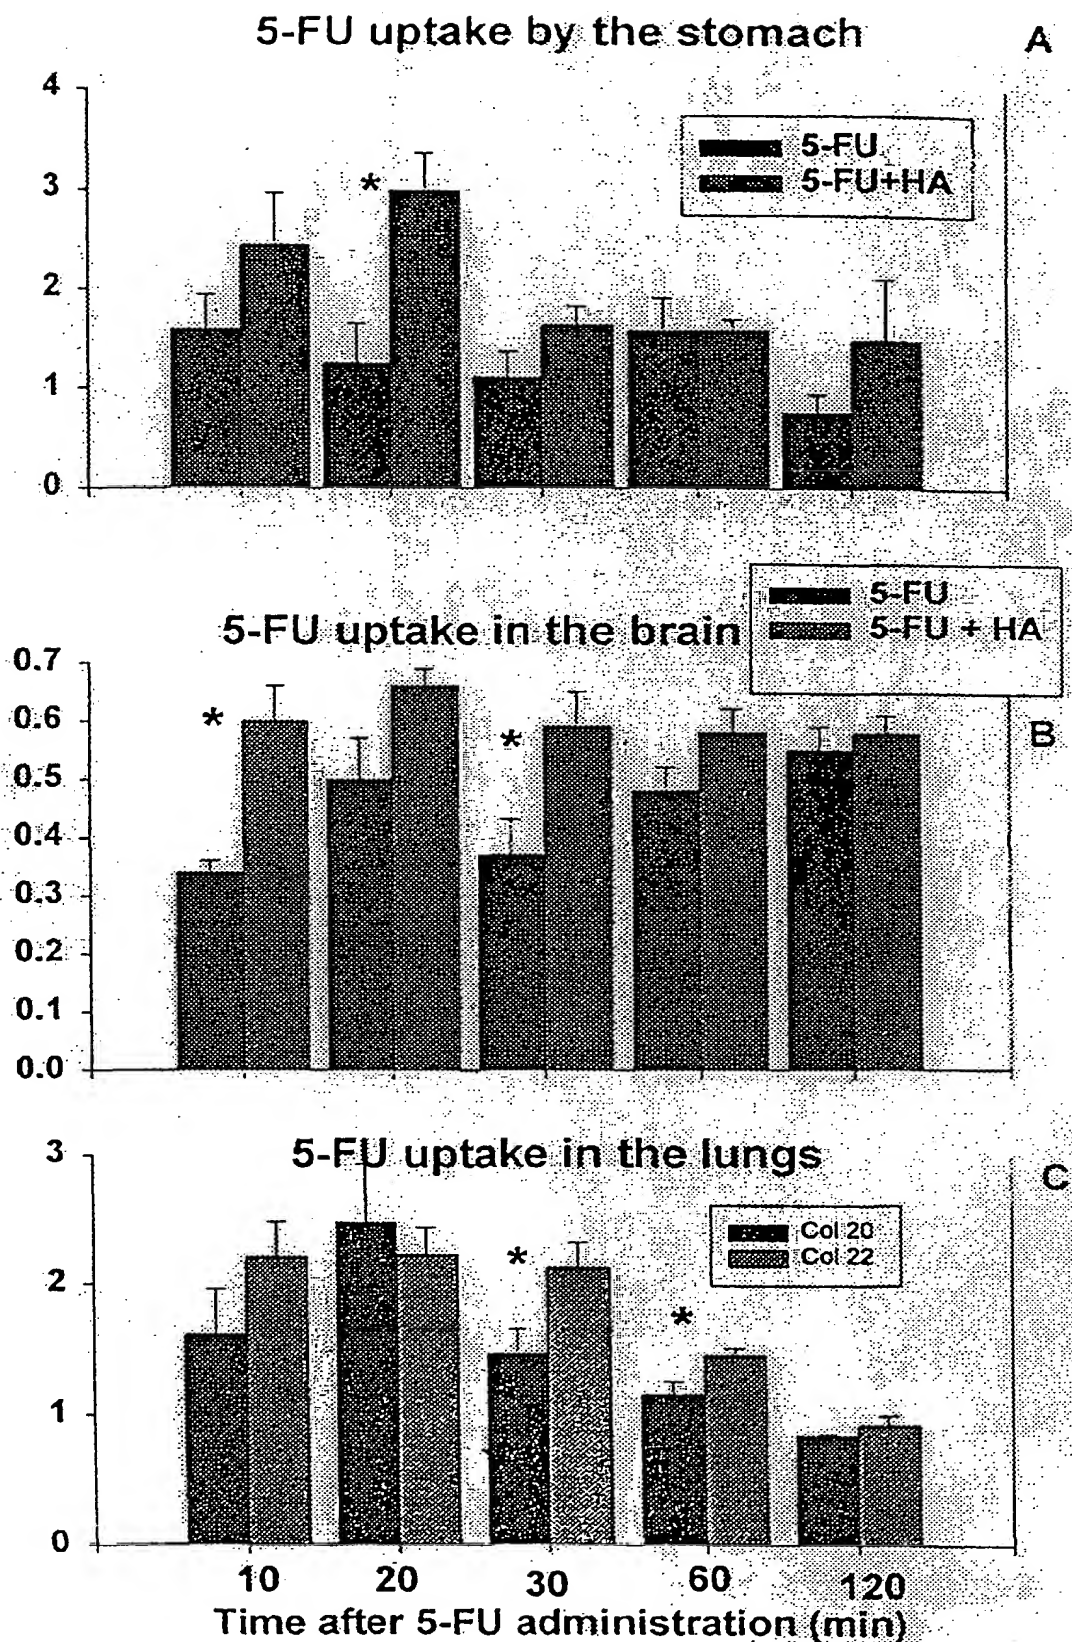 5-FU uptake by the stomach
A
4
3
2
1
0
5-FU
5-FU+HA
*
5-FU uptake in the brain
5-FU
5-FU + HA
B
0.7
0.6
0.5
0.4
0.3
0.2
0.1
0.0
*
*
5-FU uptake in the lungs
C
3
2
1
0
Col 20
Col 22
*
*
10 20 30 60 120
Time after 5-FU administration (min)